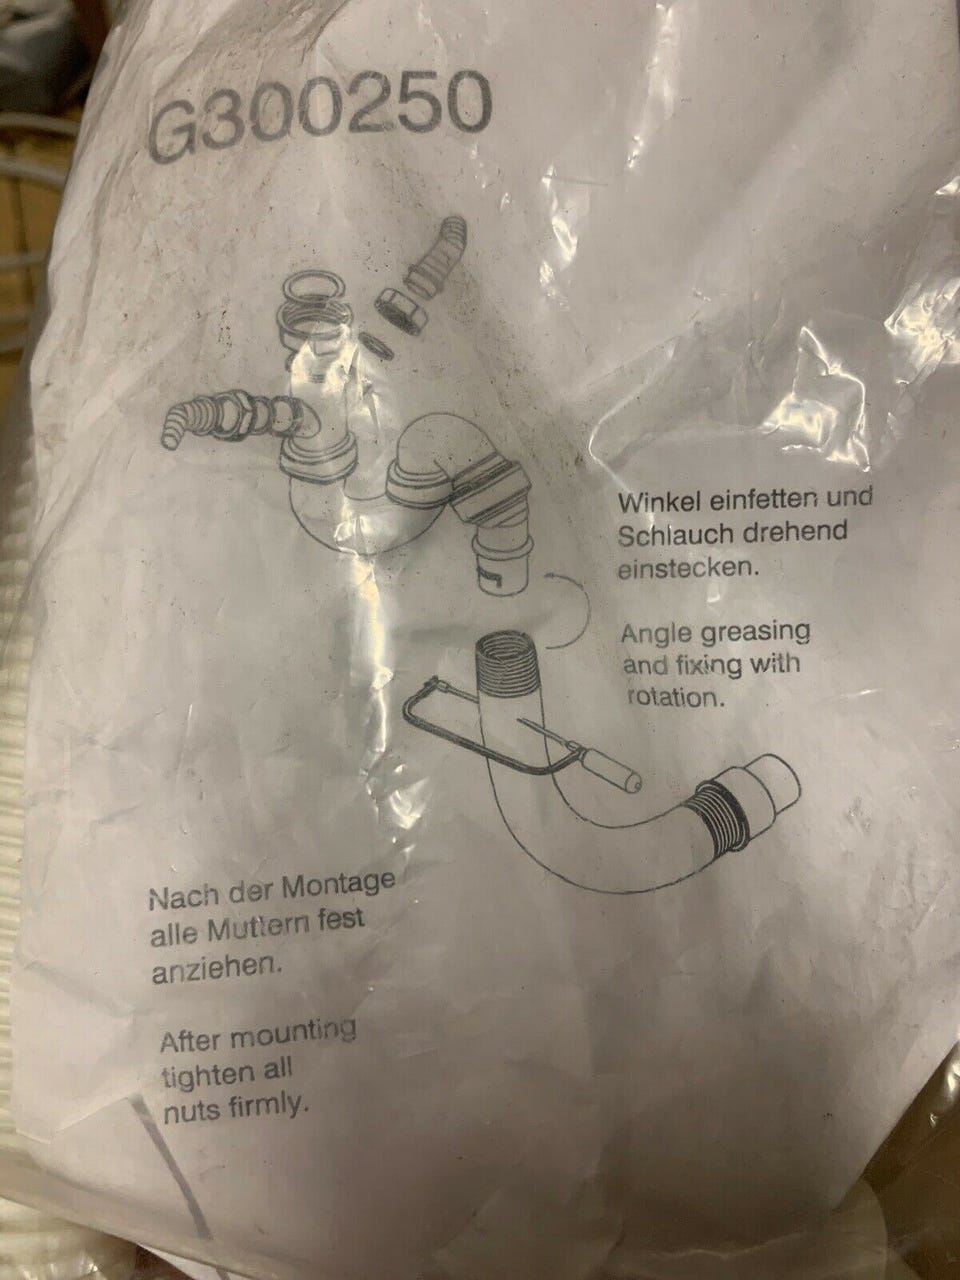 G300250
Winkel einfetten und
Schlauch drehend
einstecken.
Angle greasing
and fixing with
rotation.
Nach der Montage
alle Muttern fest
anziehen.
After mounting
tighten all
nuts firmly.